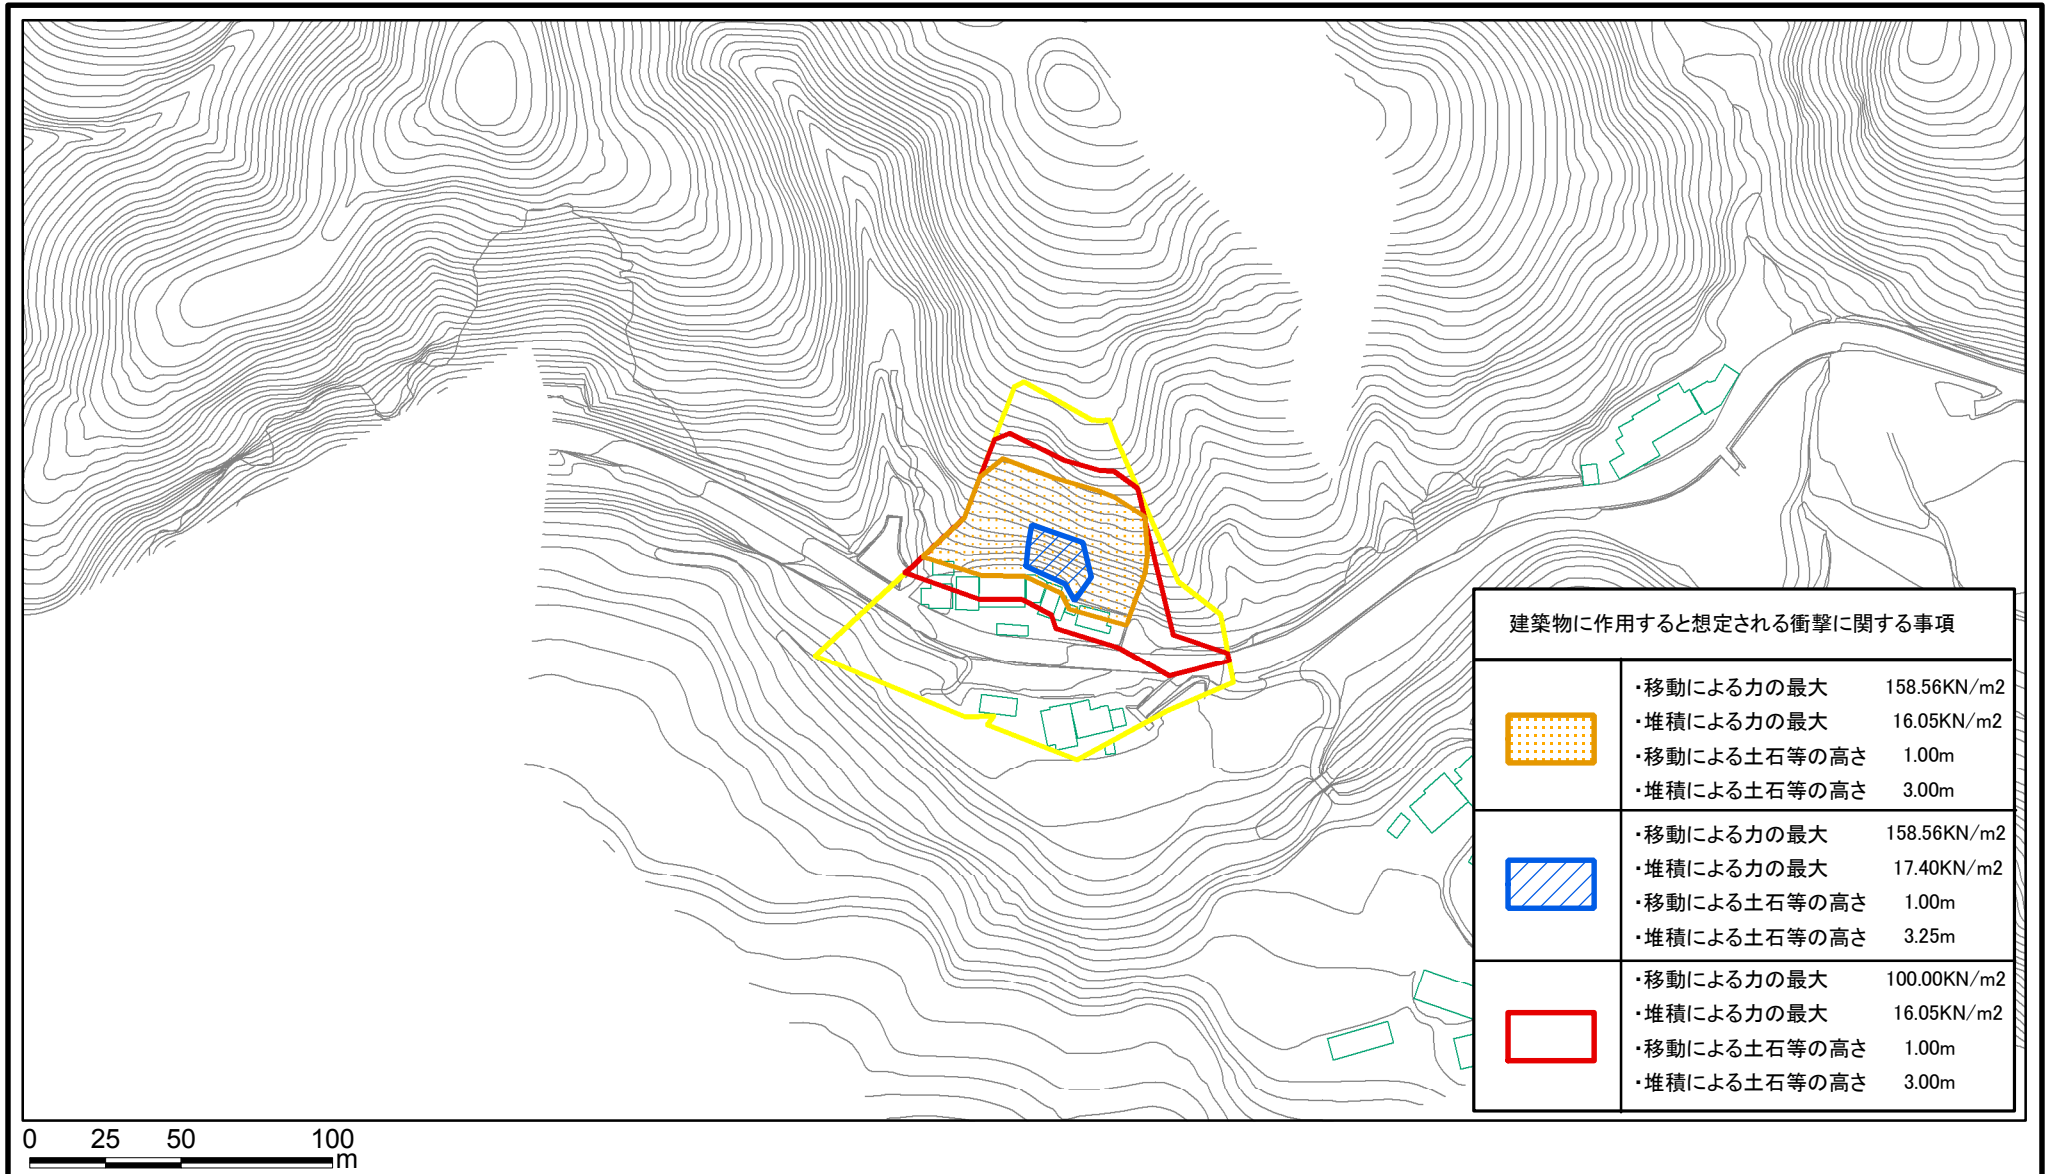 建築物に作用すると想定される衝撃に関する事項
・移動による力の最大 158.56KN/m2
・堆積による力の最大 16.05KN/m2
・移動による土石等の高さ 1.00m
・堆積による土石等の高さ 3.00m
・移動による力の最大 158.56KN/m2
・堆積による力の最大 17.40KN/m2
・移動による土石等の高さ 1.00m
・堆積による土石等の高さ 3.25m
・移動による力の最大 100.00KN/m2
・堆積による力の最大 16.05KN/m2
・移動による土石等の高さ 1.00m
・堆積による土石等の高さ 3.00m
0 25 50 100
m